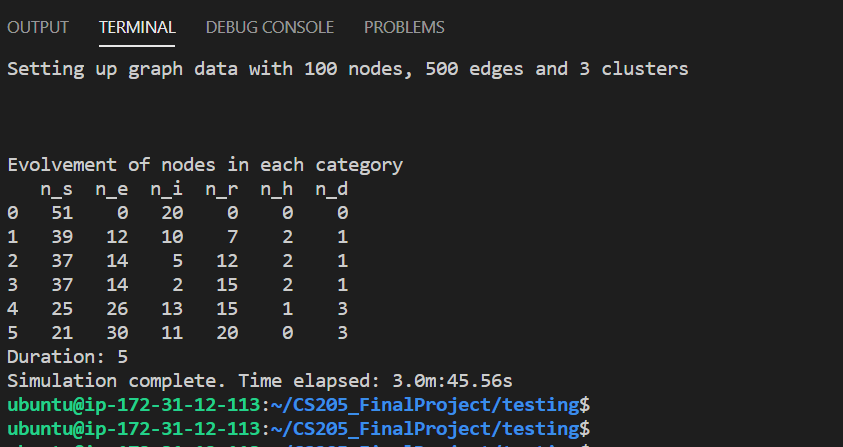 OUTPUT TERMINAL DEBUG CONSOLE PROBLEMS
Setting up graph data with 100 nodes, 500 edges and 3 clusters
Evolvement of nodes in each category
n_s n_e n_i n_r n_h n_d
0 51 0 20 0 0 0
1 39 12 10 7 2 1
2 37 14 5 12 2 1
3 37 14 2 15 2 1
4 25 26 13 15 1 3
5 21 30 11 20 0 3
Duration: 5
Simulation complete. Time elapsed: 3.0m:45.56s
ubuntu@ip-172-31-12-113:~/CS205_FinalProject/testing$
ubuntu@ip-172-31-12-113:~/CS205_FinalProject/testing$